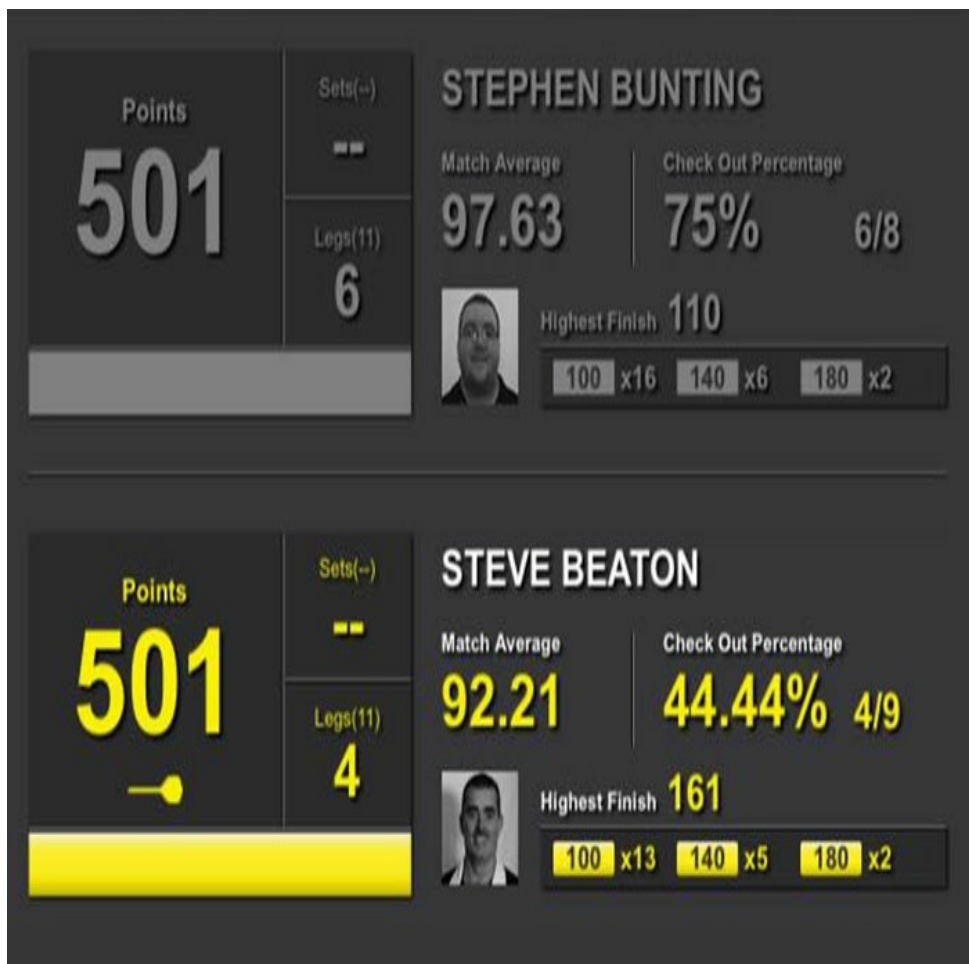 STEPHEN BUNTING
Points
501
Sets(--)
--
Legs(11)
6
Match Average
97.63
Check Out Percentage
75% 6/8
Highest Finish 110
100 x16 140 x6 180 x2
STEVE BEATON
Points
501
Sets(--)
--
Legs(11)
4
Match Average
92.21
Check Out Percentage
44.44% 4/9
Highest Finish 161
100 x13 140 x5 180 x2